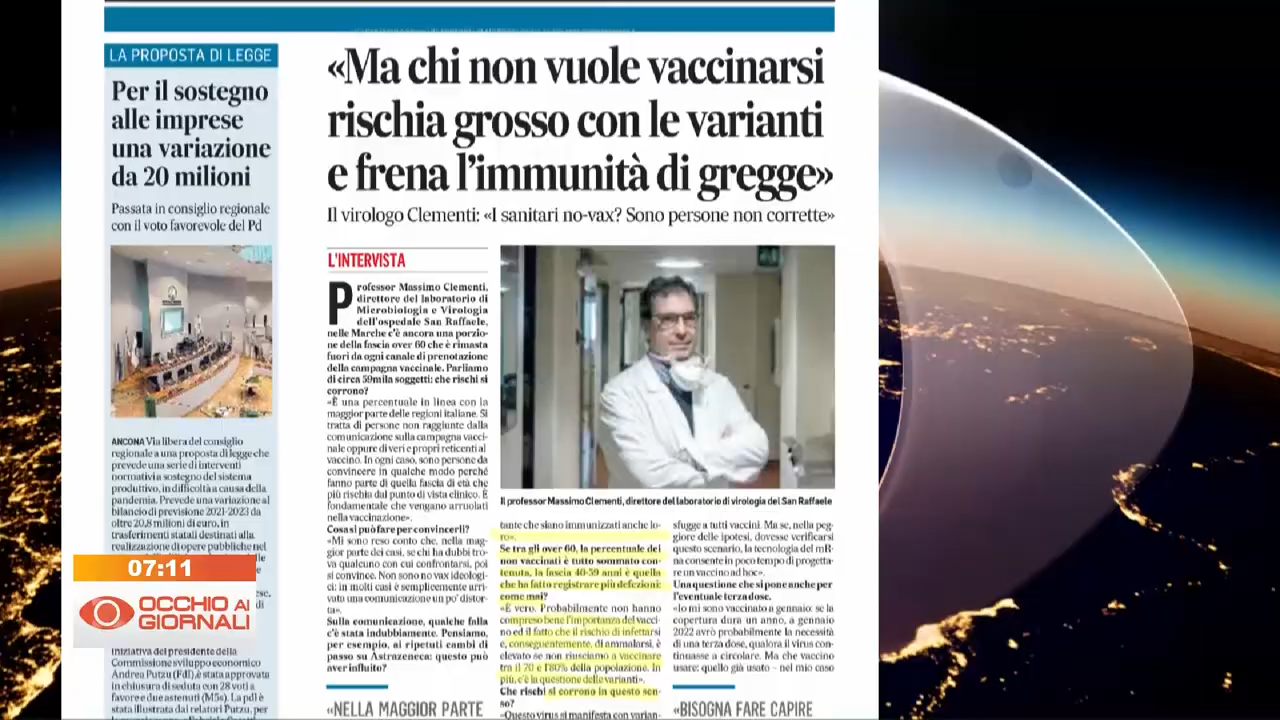 LA PROPOSTA DI LEGGE
Per il sostegno
alle imprese
una variazione
da 20 milioni
Passata in consiglio regionale
con il voto favorevole del Pd
ANCONA Via libera del consiglio
regionale a una proposta di legge che
prevede una serie di interventi
normativi a sostegno del sistema
produttivo, in difficoltà a causa della
pandemia. Prevede una variazione al
bilancio di previsione 2021-2023 da
oltre 20,8 milioni di euro, in
trasferimenti statali destinati alla
realizzazione di opere pubbliche nel
07:11
OCCHIO AI
GIORNALI
iniziativa del presidente della
Commissione sviluppo economico
Andrea Putzu (FdI), è stata approvata
in chiusura di seduta con 28 voti a
favore e due astenuti (M5s). La pdl è
stata illustrata dai relatori Putzu, per
«Ma chi non vuole vaccinarsi
rischia grosso con le varianti
e frena l'immunità di gregge»
Il virologo Clementi: «I sanitari no-vax? Sono persone non corrette»
L'INTERVISTA
Professor Massimo Clementi,
direttore del laboratorio di
Microbiologia e Virologia
dell'ospedale San Raffaele,
nelle Marche c'è ancora una porzio-
ne della fascia over 60 che è rimasta
fuori da ogni canale di prenotazione
della campagna vaccinale. Parliamo
di circa 59mila soggetti: che rischi si
corrono?
«È una percentuale in linea con la
maggior parte delle regioni italiane. Si
tratta di persone non raggiunte dalla
comunicazione sulla campagna vacci-
nale oppure di veri e propri reticenti al
vaccino. In ogni caso, sono persone da
convincere in qualche modo perché
fanno parte di quella fascia di età che
più rischia dal punto di vista clinico. È
fondamentale che vengano arruolati
nella vaccinazione».
Cosa si può fare per convincerli?
«Mi sono reso conto che, nella mag-
gior parte dei casi, se chi ha dubbi tro-
va qualcuno con cui confrontarsi, poi
si convince. Non sono no vax ideologi-
ci: in molti casi è semplicemente arri-
vata una comunicazione un po' distor-
ta».
Sulla comunicazione, qualche falla
c'è stata indubbiamente. Pensiamo,
per esempio, ai ripetuti cambi di
passo su Astrazeneca: questo può
aver influito?
«NELLA MAGGIOR PARTE
Il professor Massimo Clementi, direttore del laboratorio di virologia del San Raffaele
tante che siano immunizzati anche lo-
ro».
Se tra gli over 60, la percentuale dei
non vaccinati è tutto sommato con-
tenuta, la fascia 40-59 anni è quella
che ha fatto registrare più defezioni:
come mai?
«È vero. Probabilmente non hanno
compreso bene l'importanza del vacci-
no ed il fatto che il rischio di infettarsi
e, conseguentemente, di ammalarsi, è
elevato se non riusciamo a vaccinare
tra il 70 e l'80% della popolazione. In
più, c'è la questione delle varianti».
Che rischi si corrono in questo sen-
so?
«Questo virus si manifesta con varian-
sfugge a tutti i vaccini. Ma se, nella peg-
giore delle ipotesi, dovesse verificarsi
questo scenario, la tecnologia del mR-
na consente in poco tempo di progetta-
re un vaccino ad hoc».
Una questione che si pone anche per
l'eventuale terza dose.
«Io mi sono vaccinato a gennaio: se la
copertura dura un anno, a gennaio
2022 avrò probabilmente la necessità
di una terza dose, qualora il virus con-
tinuasse a circolare. Ma che vaccino
usare: quello già usato - nel mio caso
«BISOGNA FARE CAPIRE